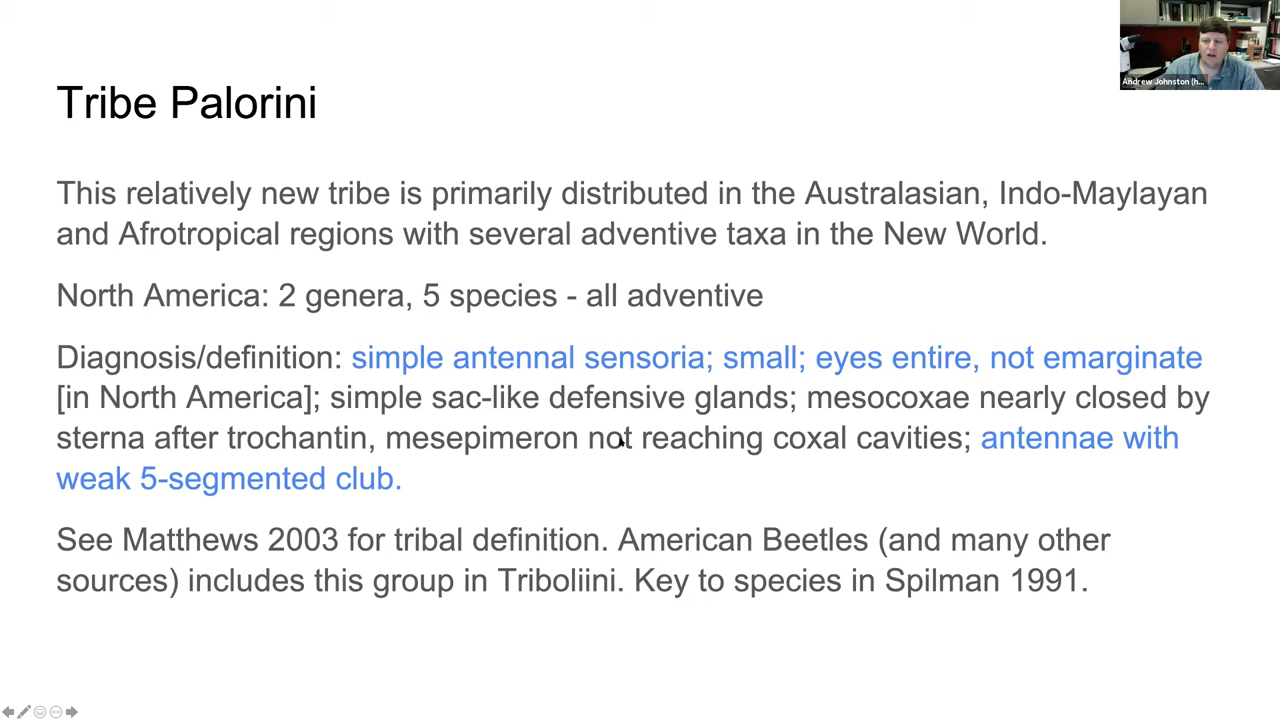 Andrew Johnston (h...
Tribe Palorini
This relatively new tribe is primarily distributed in the Australasian, Indo-Maylayan
and Afrotropical regions with several adventive taxa in the New World.
North America: 2 genera, 5 species - all adventive
Diagnosis/definition: simple antennal sensoria; small; eyes entire, not emarginate
[in North America]; simple sac-like defensive glands; mesocoxae nearly closed by
sterna after trochantin, mesepimeron not reaching coxal cavities; antennae with
weak 5-segmented club.
See Matthews 2003 for tribal definition. American Beetles (and many other
sources) includes this group in Triboliini. Key to species in Spilman 1991.